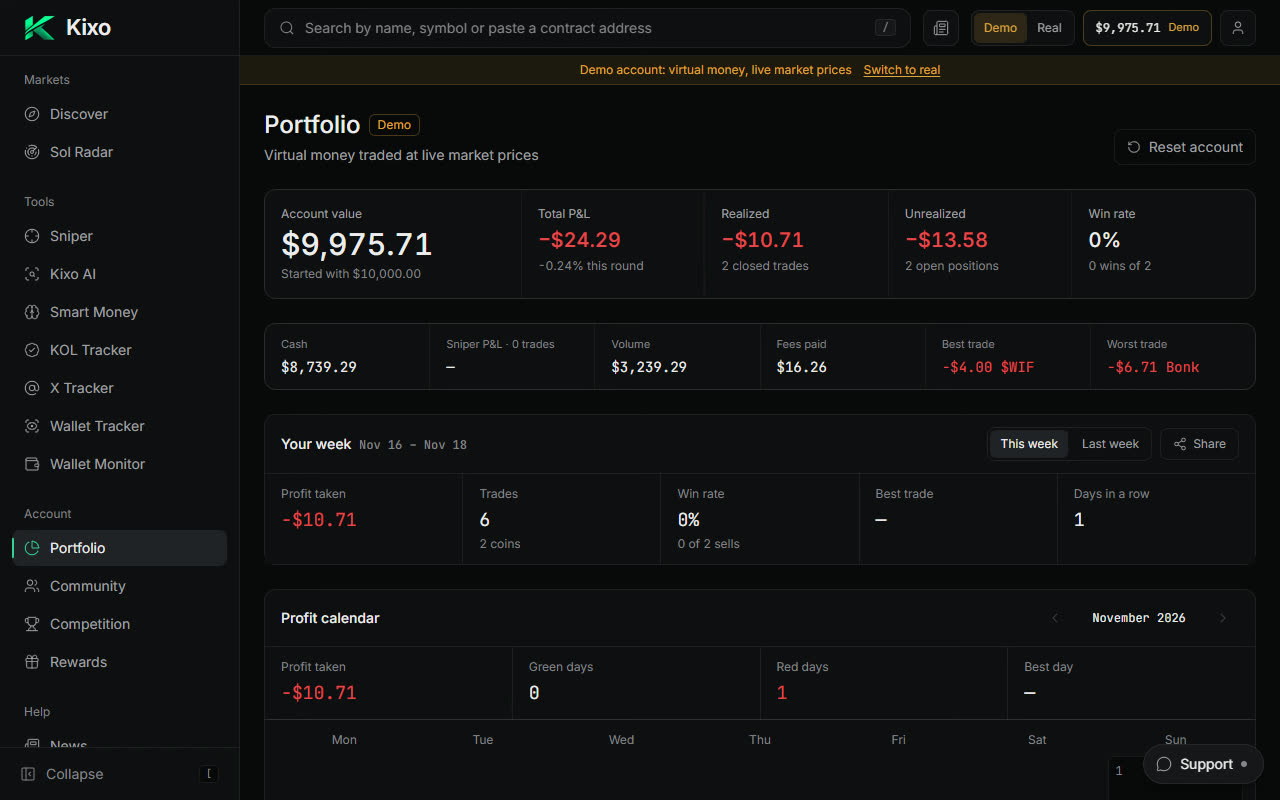 Kixo
Search by name, symbol or paste a contract address
/
Demo
Real
$9,975.71 Demo
Demo account: virtual money, live market prices
Switch to real
Markets
Discover
Sol Radar
Tools
Sniper
Kixo AI
Smart Money
KOL Tracker
X Tracker
Wallet Tracker
Wallet Monitor
Account
Portfolio
Community
Competition
Rewards
Help
News
Collapse
[
Portfolio
Demo
Virtual money traded at live market prices
Reset account
Account value
$9,975.71
Started with $10,000.00
Total P&L
−$24.29
-0.24% this round
Realized
−$10.71
2 closed trades
Unrealized
−$13.58
2 open positions
Win rate
0%
0 wins of 2
Cash
$8,739.29
Sniper P&L · 0 trades
—
Volume
$3,239.29
Fees paid
$16.26
Best trade
-$4.00 $WIF
Worst trade
-$6.71 Bonk
Your week
Nov 16 – Nov 18
This week
Last week
Share
Profit taken
-$10.71
Trades
6
2 coins
Win rate
0%
0 of 2 sells
Best trade
—
Days in a row
1
Profit calendar
November 2026
Profit taken
-$10.71
Green days
0
Red days
1
Best day
—
Mon
Tue
Wed
Thu
Fri
Sat
Sun
1
Support